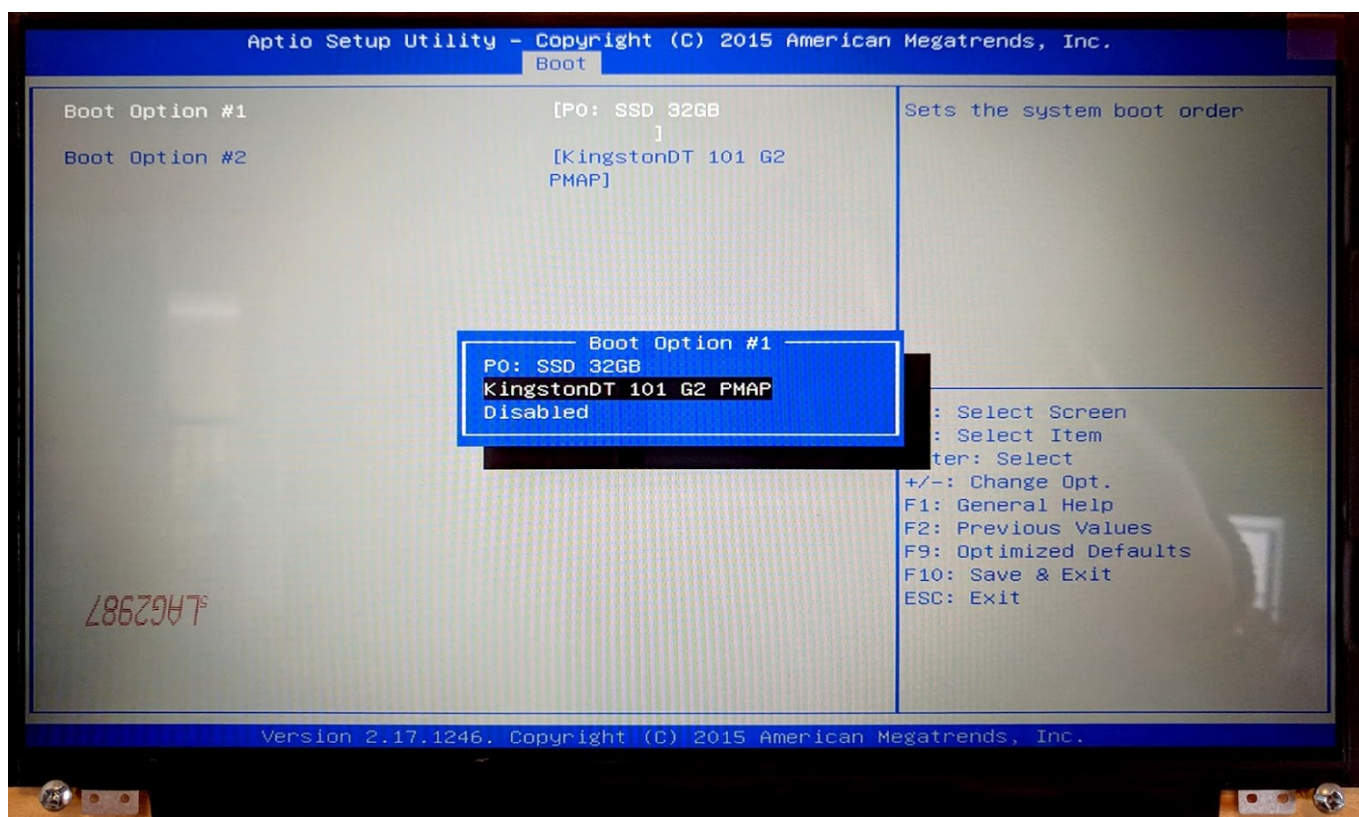 Aptio Setup Utility – Copyright (C) 2015 American Megatrends, Inc.
Boot
Boot Option #1 [P0: SSD 32GB
]
Boot Option #2 [KingstonDT 101 G2
PMAP]
Sets the system boot order
Boot Option #1
P0: SSD 32GB
KingstonDT 101 G2 PMAP
Disabled
: Select Screen
: Select Item
ter: Select
+/-: Change Opt.
F1: General Help
F2: Previous Values
F9: Optimized Defaults
F10: Save & Exit
ESC: Exit
Version 2.17.1246. Copyright (C) 2015 American Megatrends, Inc.